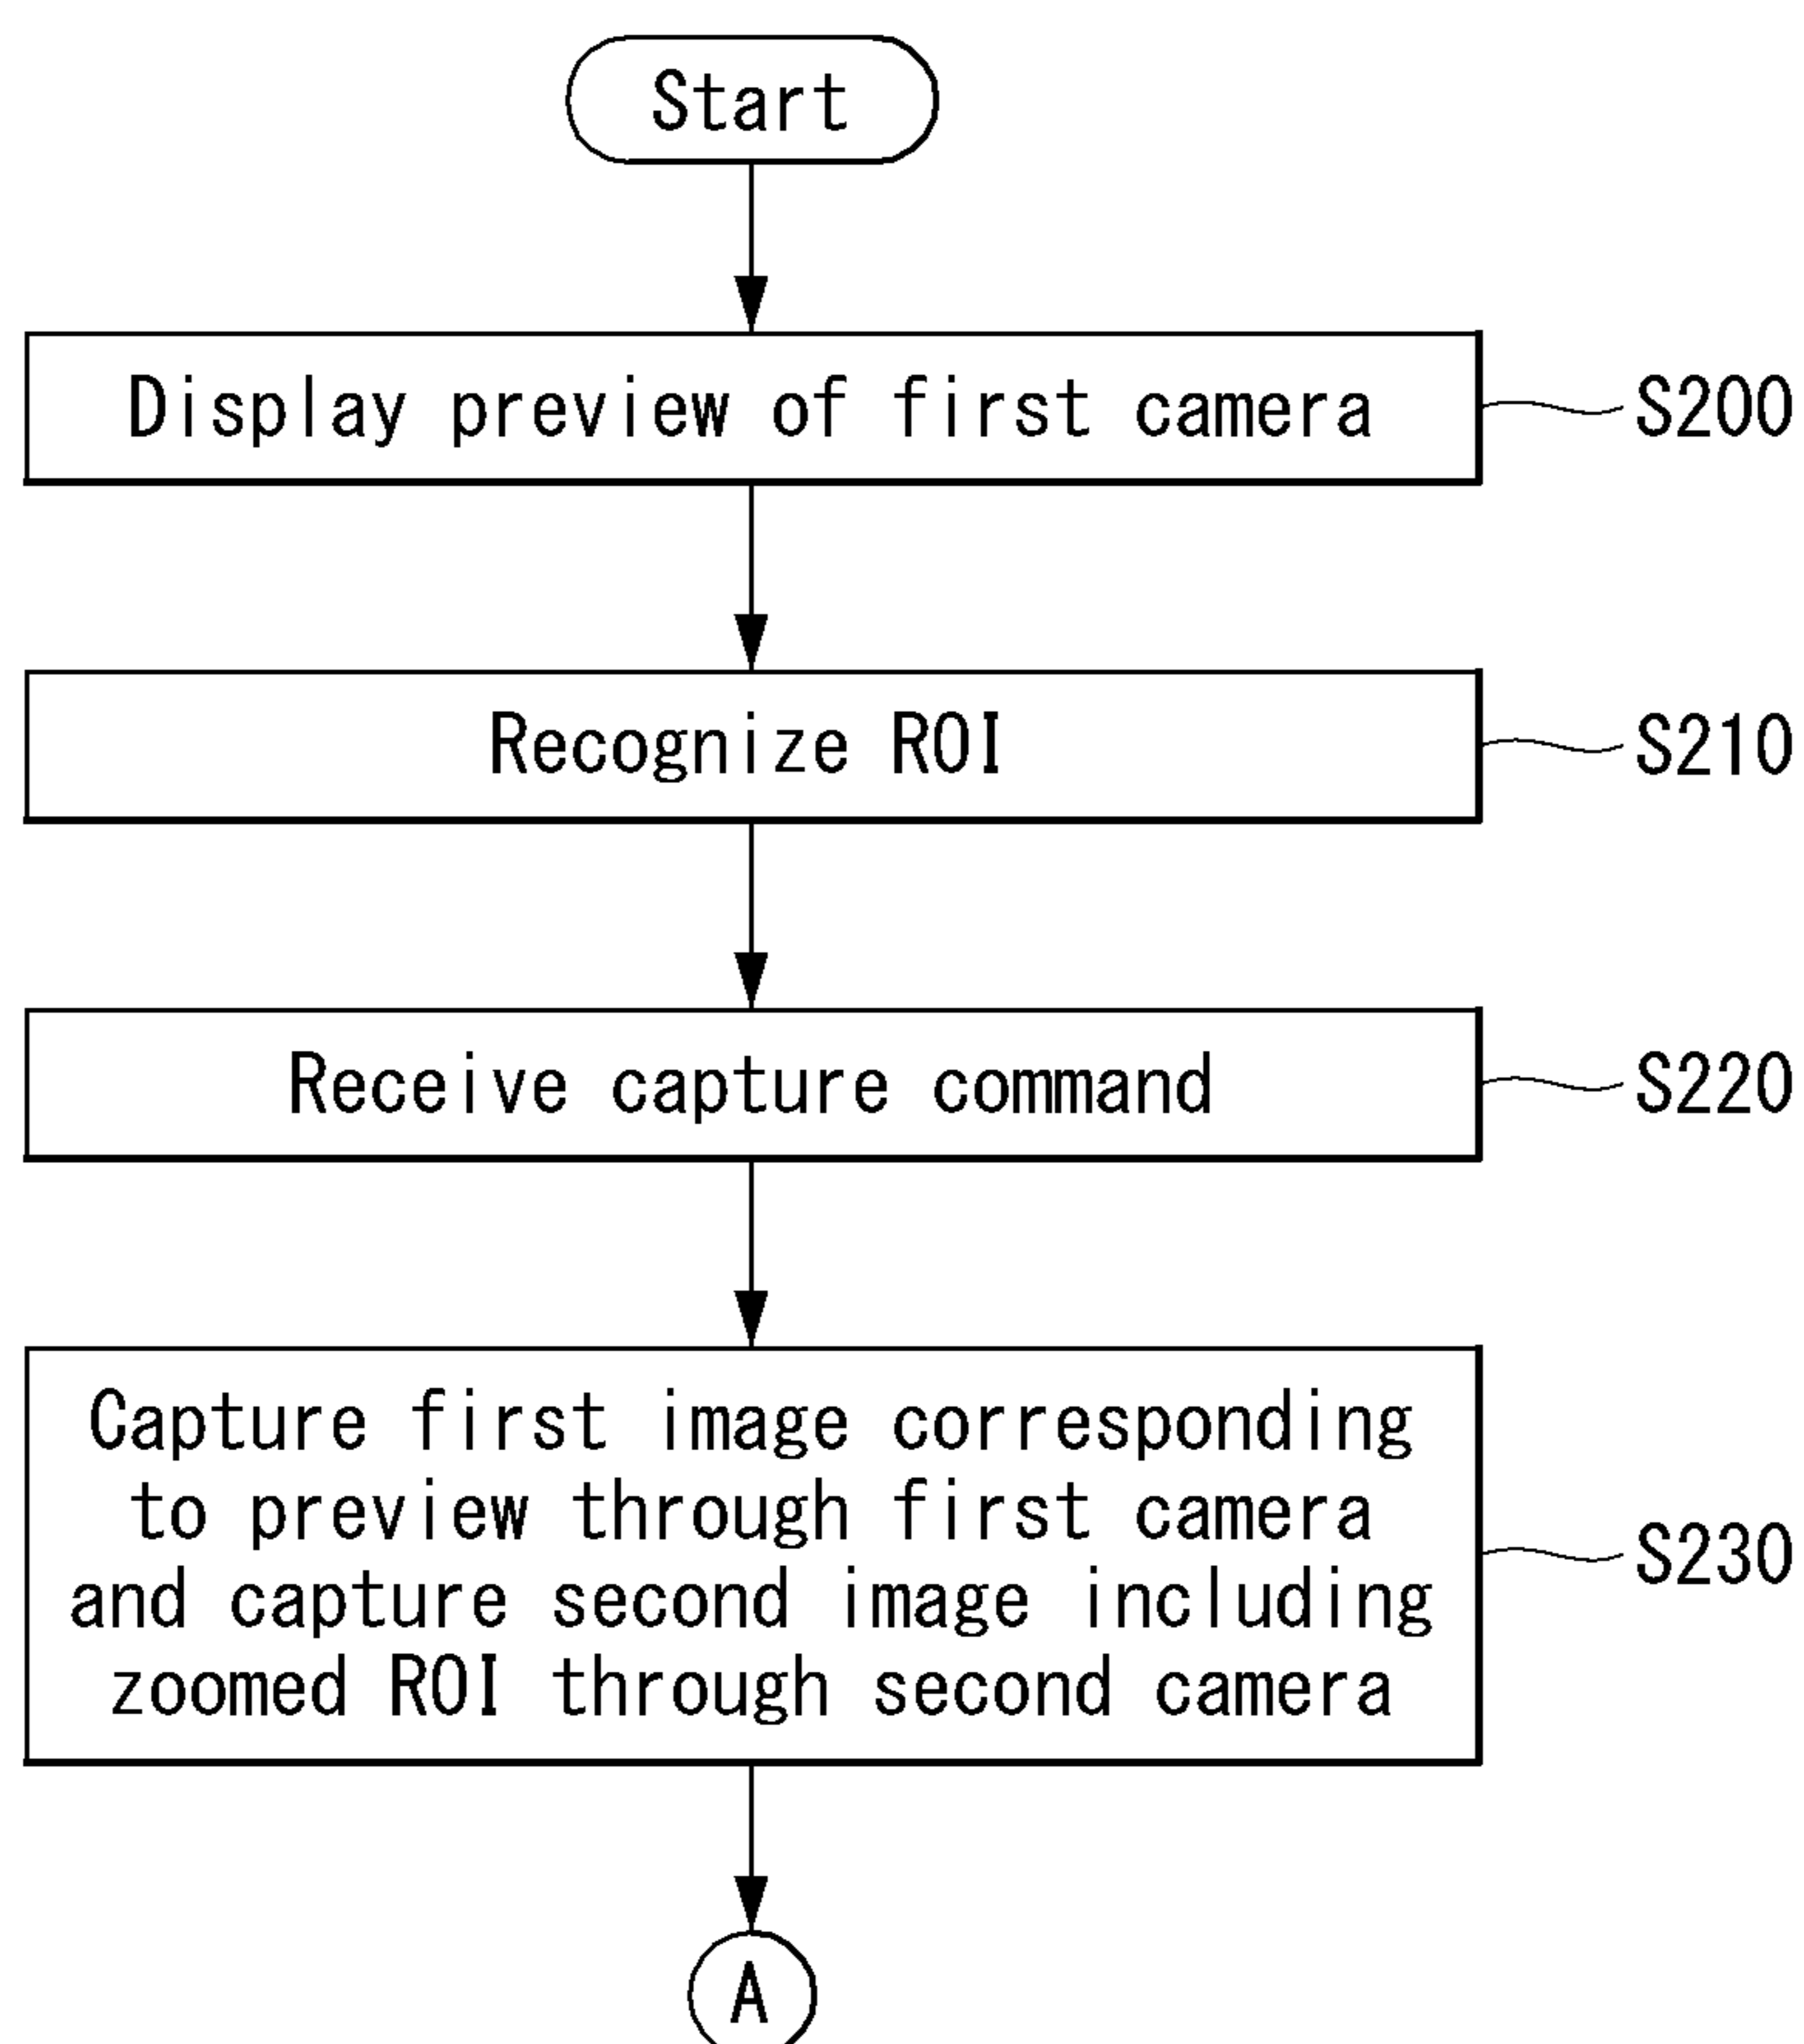 Start
Display preview of first camera
S200
Recognize ROI
S210
Receive capture command
S220
Capture first image corresponding
to preview through first camera
and capture second image including
zoomed ROI through second camera
S230
A